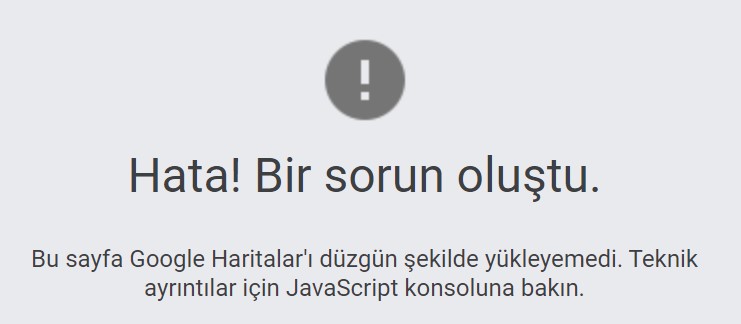 Hata! Bir sorun oluştu.
Bu sayfa Google Haritalar'ı düzgün şekilde yükleyemedi. Teknik
ayrıntılar için JavaScript konsoluna bakın.